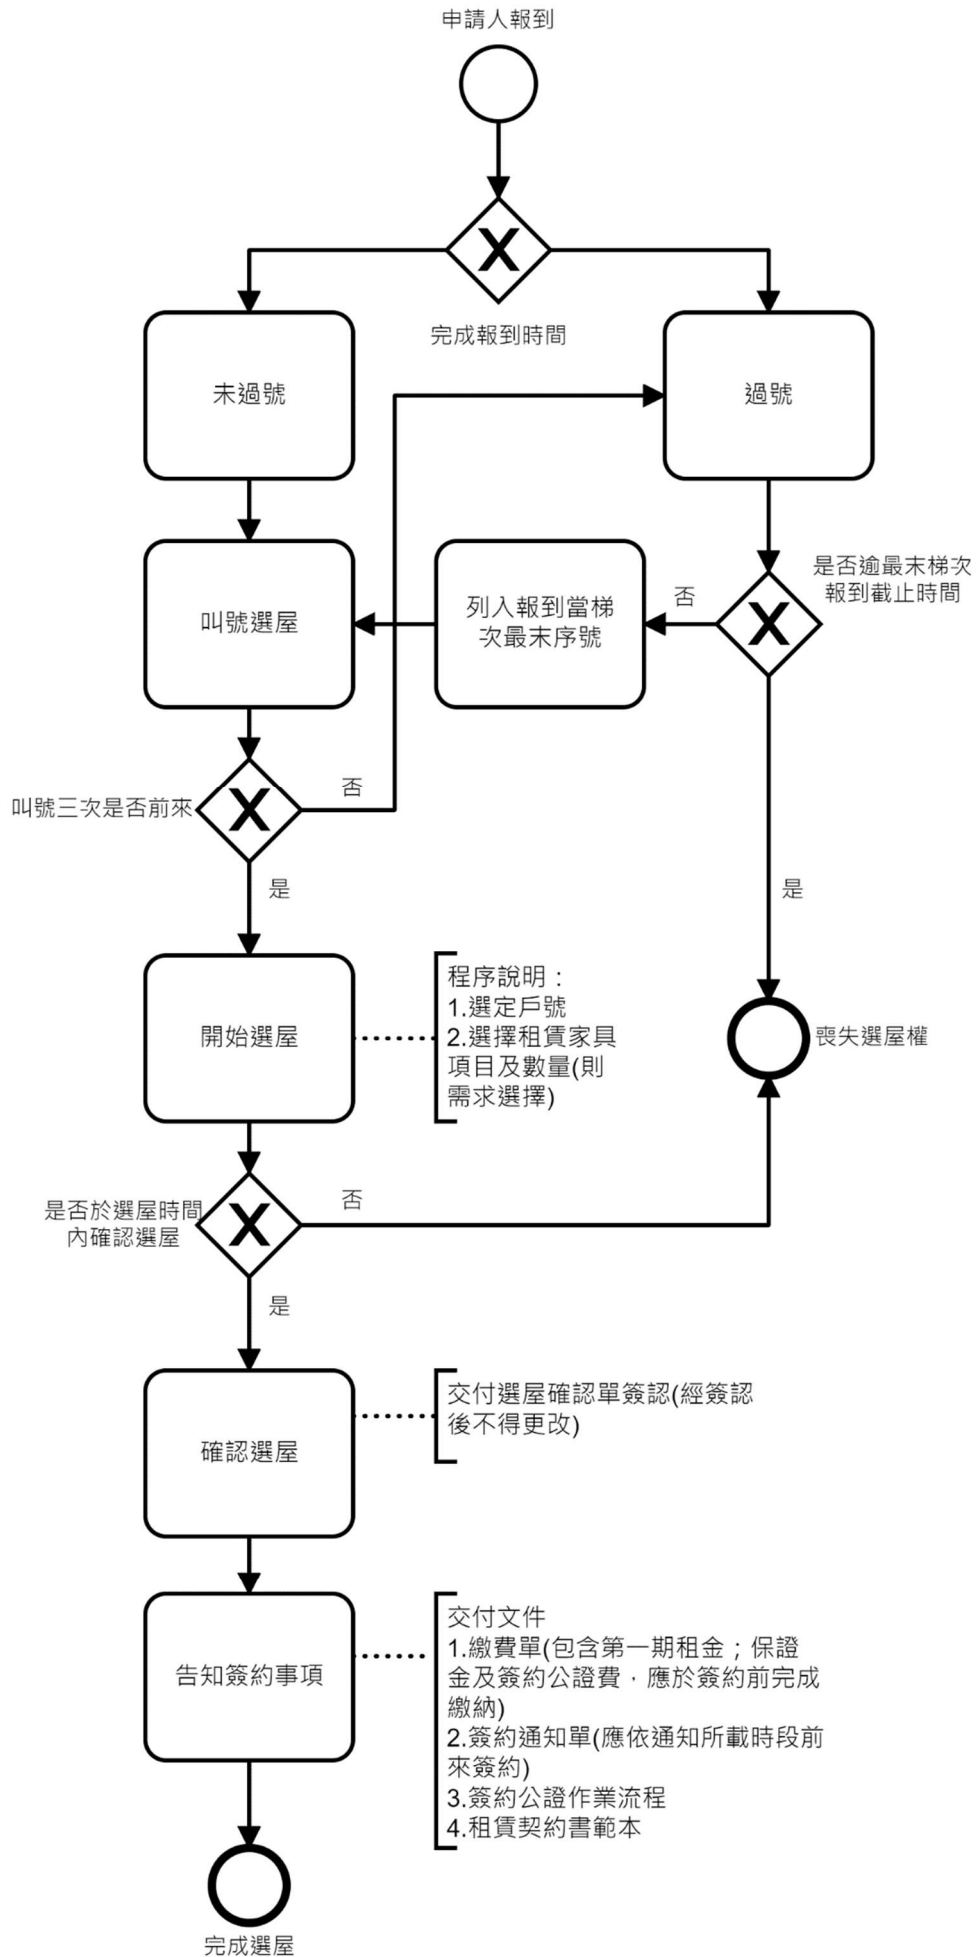 申請人報到
X
完成報到時間
未過號
過號
叫號選屋
列入報到當梯
次最末序號
否
X
是否逾最末梯次
報到截止時間
叫號三次是否前來
X
否
是
是
開始選屋
程序說明：
1.選定戶號
2.選擇租賃家具
項目及數量(則
需求選擇)
喪失選屋權
是否於選屋時間
內確認選屋
X
否
是
確認選屋
交付選屋確認單簽認(經簽認
後不得更改)
告知簽約事項
交付文件
1.繳費單(包含第一期租金；保證
金及簽約公證費，應於簽約前完成
繳納)
2.簽約通知單(應依通知所載時段前
來簽約)
3.簽約公證作業流程
4.租賃契約書範本
完成選屋